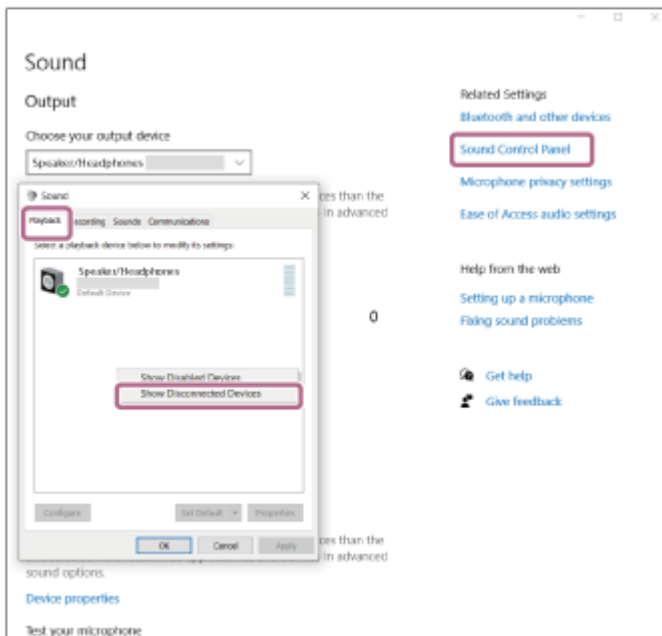 Sound
Output
Choose your output device
Speaker/Headphones
Sound
Playback
ecording
Sounds
Communications
Select a playback device below to modify its settings:
Speaker/Headphones
Default Device
Show Disabled Devices
Show Disconnected Devices
Configure
Set Default
Properties
OK
Cancel
Apply
ces than the
in advanced
0
ces than the
in advanced
sound options.
Device properties
Test your microphone
Related Settings
Bluetooth and other devices
Sound Control Panel
Microphone privacy settings
Ease of Access audio settings
Help from the web
Setting up a microphone
Fixing sound problems
Get help
Give feedback